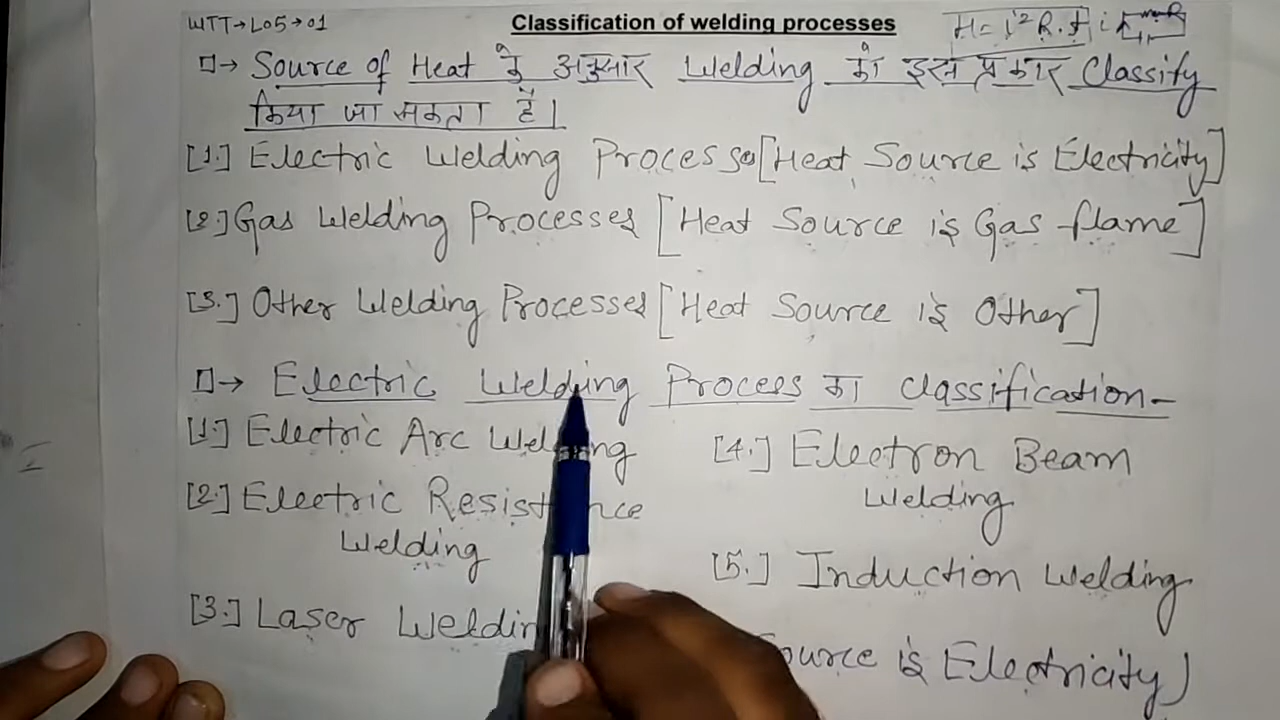 WTT→L05→01
Classification of welding processes
H = i²R.t i
□→ Source of Heat के अनुसार Welding को इस प्रकार Classify
किया जा सकता है।
[1.] Electric Welding Processes [Heat Source is Electricity]
[2.] Gas Welding Processes [Heat Source is Gas flame]
[3.] Other Welding Processes [Heat Source is Other]
□→ Electric Welding Process का classification-
[1.] Electric Arc Welding
[2.] Electric Resistance
Welding
[3.] Laser Welding
[4.] Electron Beam
Welding
[5.] Induction Welding
Source is Electricity)